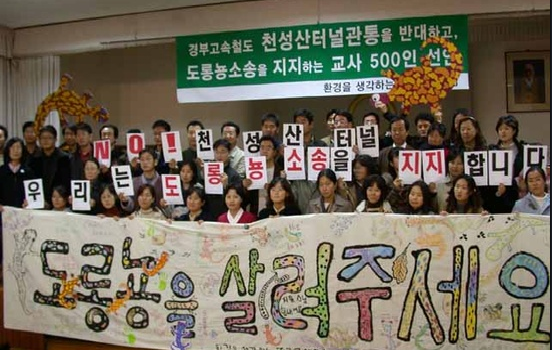 경부고속철도 천성산터널관통을 반대하고,
도롱뇽소송을 지지하는 교사 500인 선언
환경을 생각하는
NO! 천성산터널
우리는 도롱뇽소송을 지지합니다
도롱뇽을 살려주세요